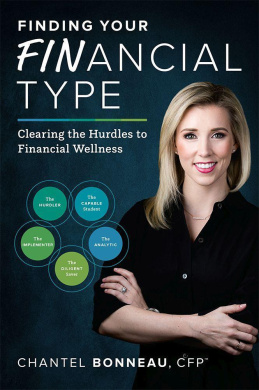 FINDING YOUR
FINANCIAL
TYPE
Clearing the Hurdles to
Financial Wellness
The
HURDLER
The
CAPABLE
Student
The
IMPLEMENTER
The
ANALYTIC
The
DILIGENT
Saver
CHANTEL BONNEAU, CFP™